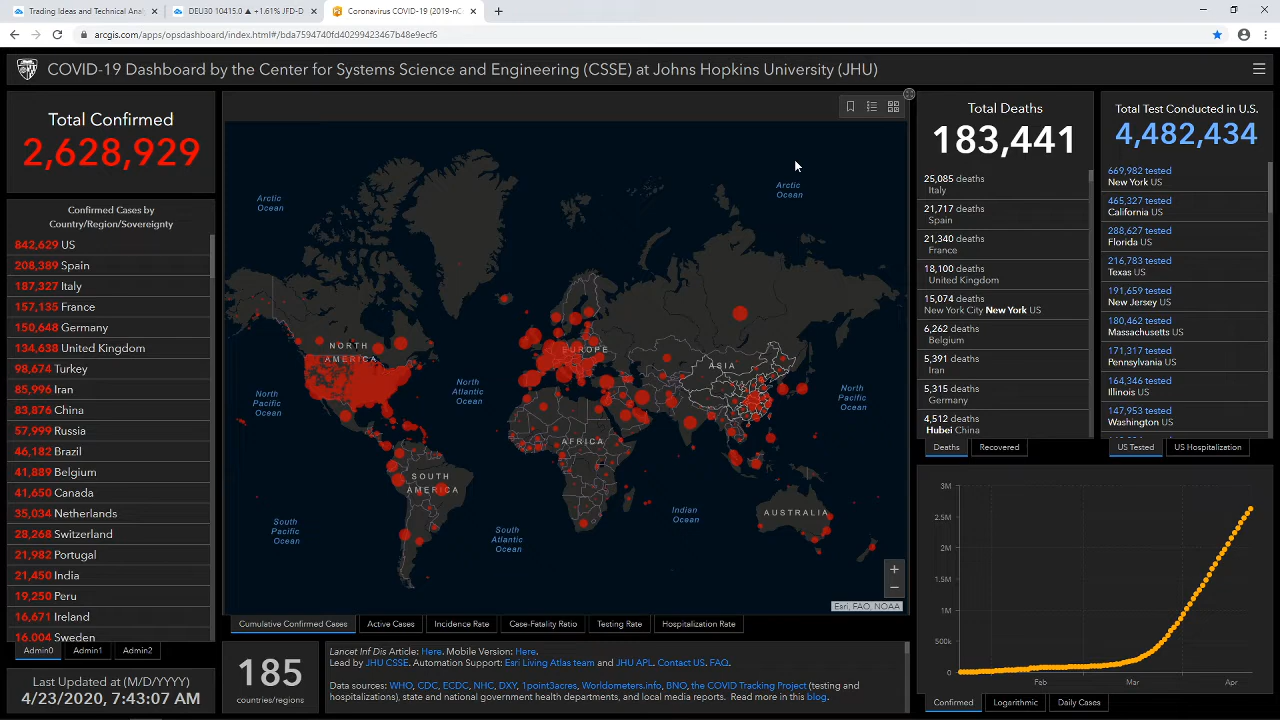 Trading Ideas and Technical Anal
DEU30 10415.0 ▲ +1.61% JFD-D
Coronavirus COVID-19 (2019-nC
arcgis.com/apps/opsdashboard/index.html#/bda7594740fd40299423467b48e9ecf6
COVID-19 Dashboard by the Center for Systems Science and Engineering (CSSE) at Johns Hopkins University (JHU)
Total Confirmed
2,628,929
Confirmed Cases by
Country/Region/Sovereignty
842,629 US
208,389 Spain
187,327 Italy
157,135 France
150,648 Germany
134,638 United Kingdom
98,674 Turkey
85,996 Iran
83,876 China
57,999 Russia
46,182 Brazil
41,889 Belgium
41,650 Canada
35,034 Netherlands
28,268 Switzerland
21,982 Portugal
21,450 India
19,250 Peru
16,671 Ireland
16,004 Sweden
Admin0
Admin1
Admin2
Last Updated at (M/D/YYYY)
4/23/2020, 7:43:07 AM
Arctic
Ocean
Arctic
Ocean
NORTH
AMERICA
EUROPE
ASIA
North
Pacific
Ocean
North
Atlantic
Ocean
North
Pacific
Ocean
AFRICA
SOUTH
AMERICA
AUSTRALIA
South
Pacific
Ocean
South
Atlantic
Ocean
Indian
Ocean
+
−
Esri, FAO, NOAA
Cumulative Confirmed Cases
Active Cases
Incidence Rate
Case-Fatality Ratio
Testing Rate
Hospitalization Rate
185
countries/regions
Lancet Inf Dis Article: Here. Mobile Version: Here.
Lead by JHU CSSE. Automation Support: Esri Living Atlas team and JHU APL. Contact US. FAQ.
Data sources: WHO, CDC, ECDC, NHC, DXY, 1point3acres, Worldometers.info, BNO, the COVID Tracking Project (testing and
hospitalizations), state and national government health departments, and local media reports. Read more in this blog.
Total Deaths
183,441
25,085 deaths
Italy
21,717 deaths
Spain
21,340 deaths
France
18,100 deaths
United Kingdom
15,074 deaths
New York City New York US
6,262 deaths
Belgium
5,391 deaths
Iran
5,315 deaths
Germany
4,512 deaths
Hubei China
Deaths
Recovered
Total Test Conducted in U.S.
4,482,434
669,982 tested
New York US
465,327 tested
California US
288,627 tested
Florida US
216,783 tested
Texas US
191,659 tested
New Jersey US
180,462 tested
Massachusetts US
171,317 tested
Pennsylvania US
164,346 tested
Illinois US
147,953 tested
Washington US
US Tested
US Hospitalization
3M
2.5M
2M
1.5M
1M
500k
0
Feb
Mar
Apr
Confirmed
Logarithmic
Daily Cases